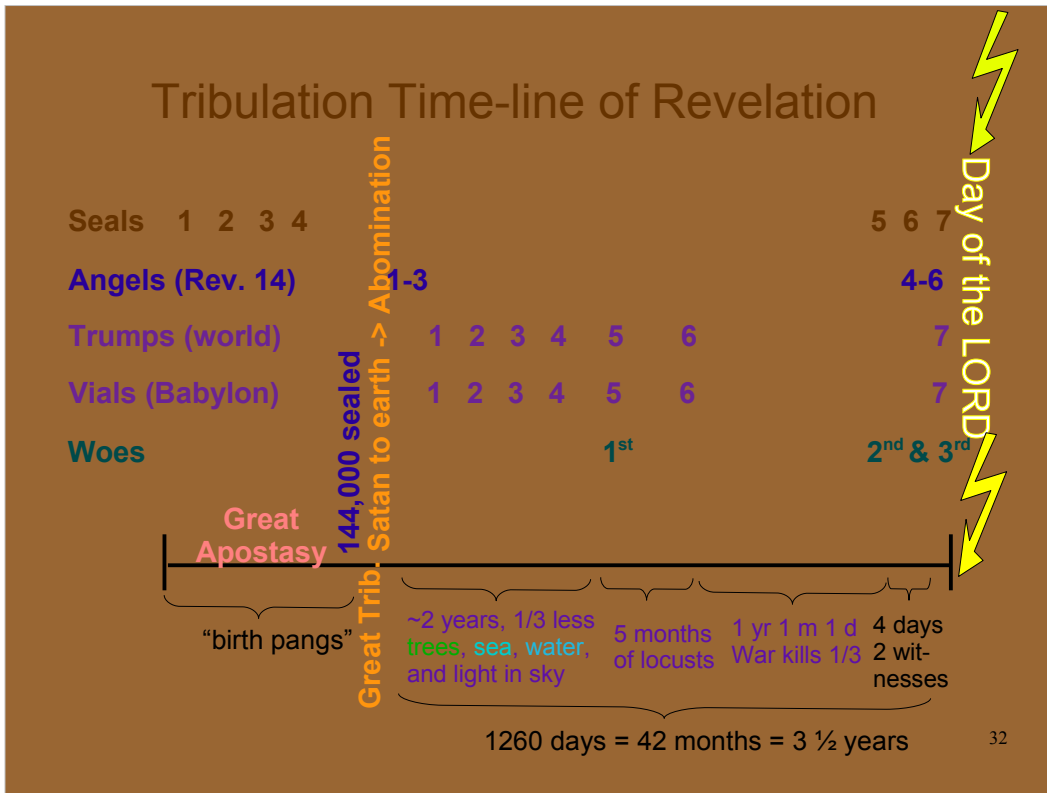 Tribulation Time-line of Revelation
Seals 1 2 3 4 5 6 7
Angels (Rev. 14) 1-3 4-6
Trumps (world) 1 2 3 4 5 6 7
Vials (Babylon) 1 2 3 4 5 6 7
Woes 1st 2nd & 3rd
Great
Apostasy
144,000 sealed
Great Trib. Satan to earth -> Abomination
Day of the LORD
“birth pangs”
~2 years, 1/3 less
trees, sea, water,
and light in sky
5 months
of locusts
1 yr 1 m 1 d
War kills 1/3
4 days
2 wit-
nesses
1260 days = 42 months = 3 ½ years
32